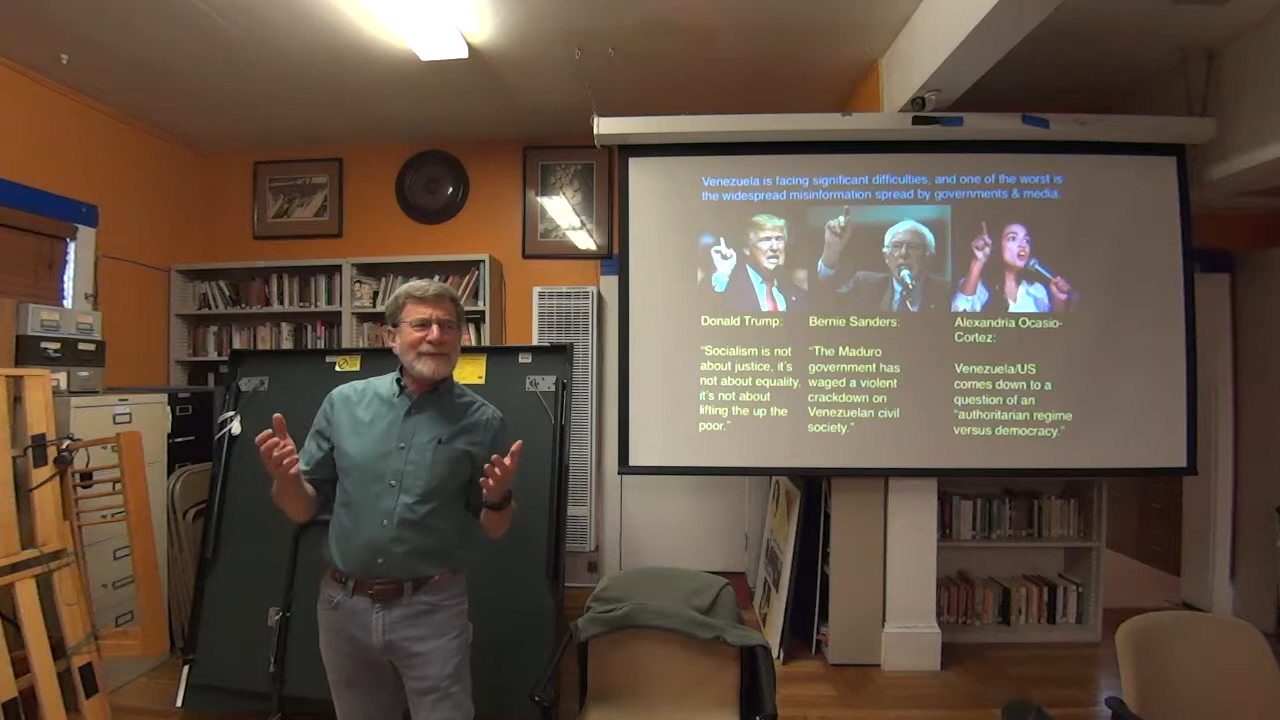 Venezuela is facing significant difficulties, and one of the worst is
the widespread misinformation spread by governments & media.
Donald Trump:
"Socialism is not
about justice, it's
not about equality,
it's not about
lifting the up the
poor."
Bernie Sanders:
"The Maduro
government has
waged a violent
crackdown on
Venezuelan civil
society."
Alexandria Ocasio-
Cortez:
Venezuela/US
comes down to a
question of an
"authoritarian regime
versus democracy."